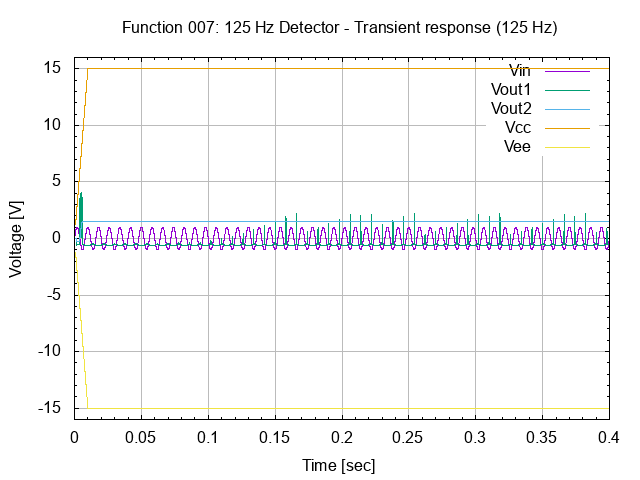 Function 007: 125 Hz Detector - Transient response (125 Hz)
Voltage [V]
15
10
5
0
-5
-10
-15
Vin
Vout1
Vout2
Vcc
Vee
0 0.05 0.1 0.15 0.2 0.25 0.3 0.35 0.4
Time [sec]